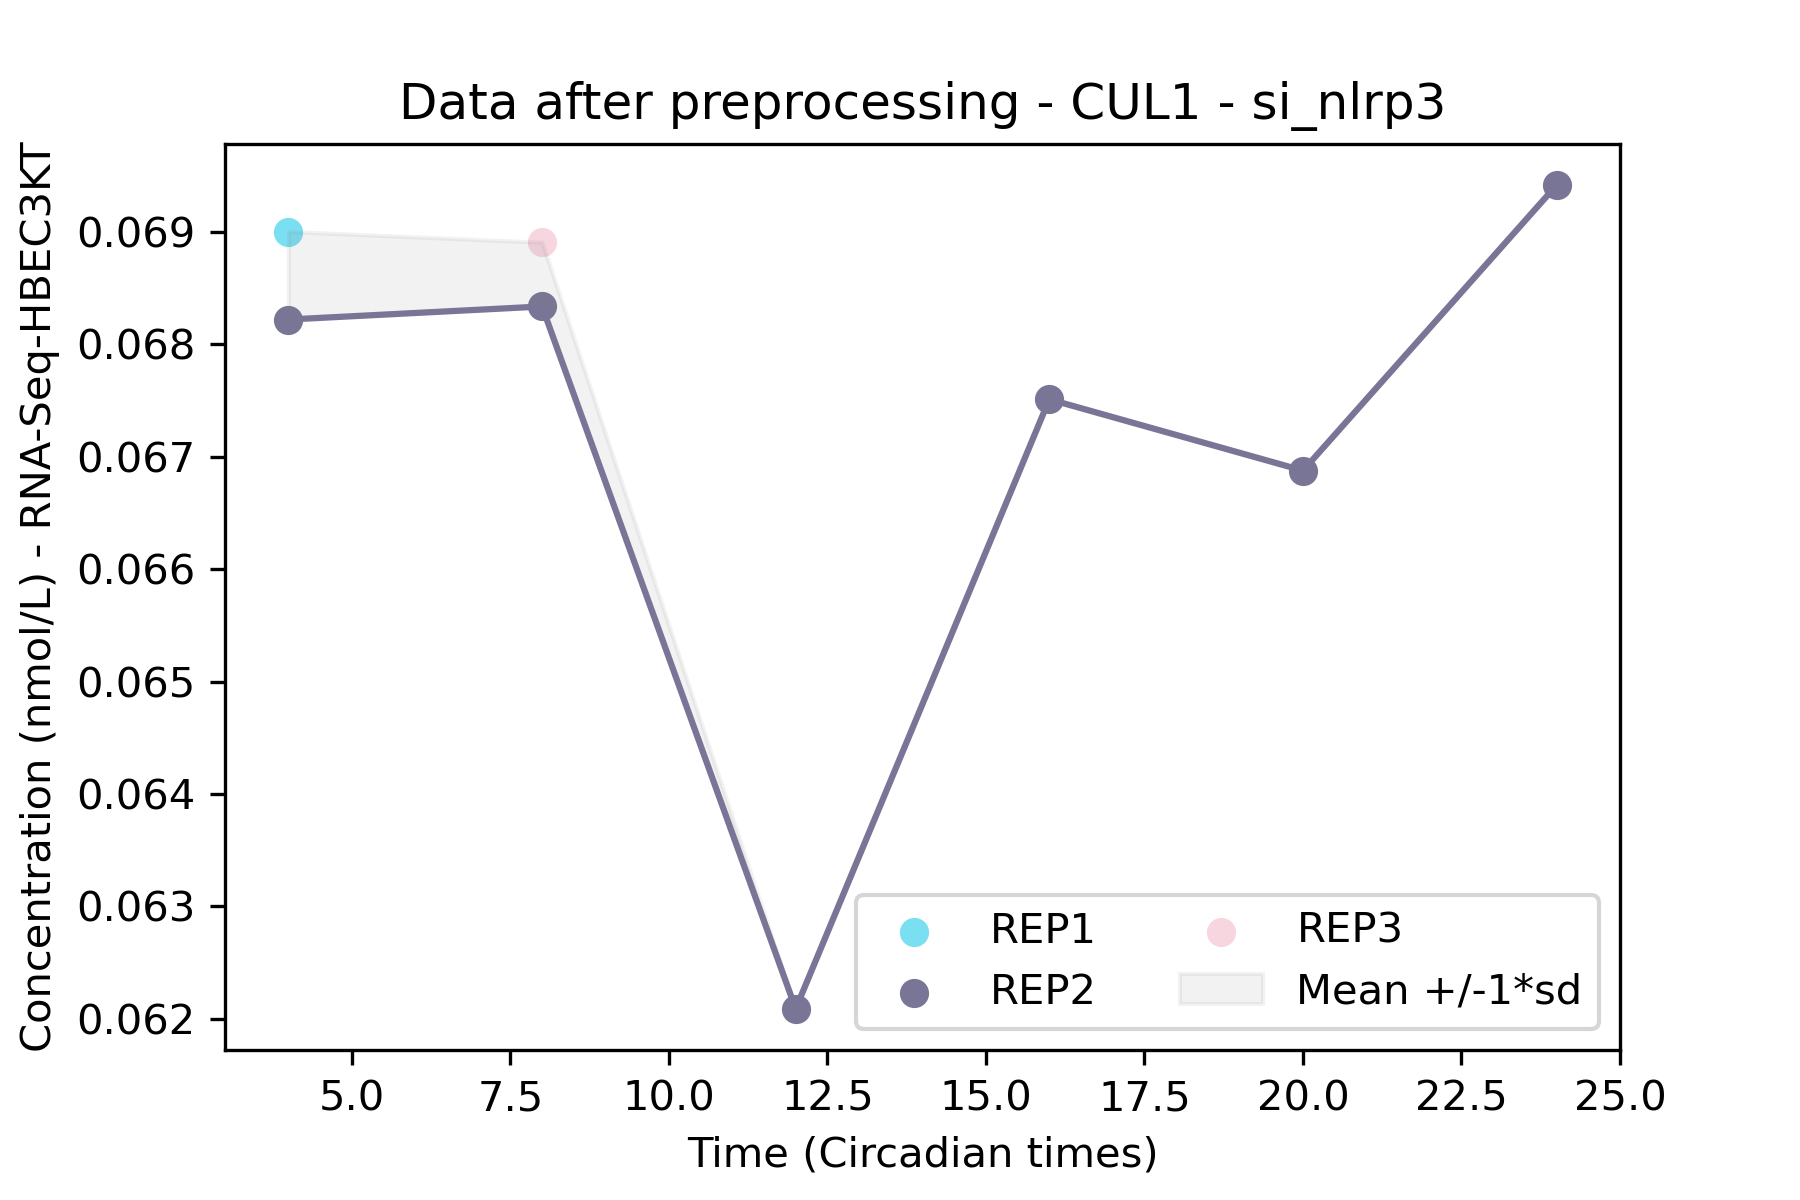 Data after preprocessing - CUL1 - si_nlrp3
Concentration (nmol/L) - RNA-Seq-HBEC3KT
0.069
0.068
0.067
0.066
0.065
0.064
0.063
0.062
REP1
REP2
REP3
Mean +/-1*sd
5.0 7.5 10.0 12.5 15.0 17.5 20.0 22.5 25.0
Time (Circadian times)